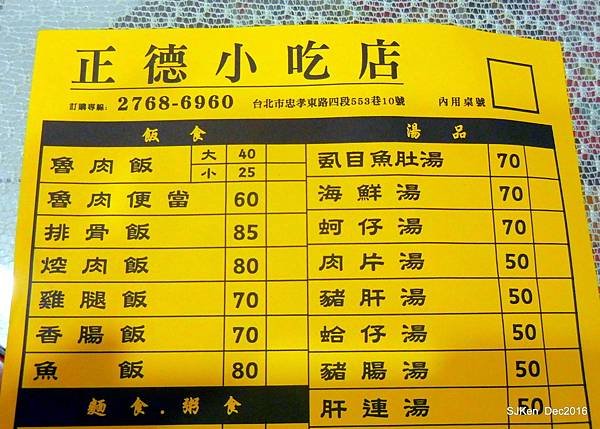 正德小吃店
訂購專線: 2768-6960 台北市忠孝東路四段553巷10號 內用桌號
飯食
魯肉飯 大 40
小 25
魯肉便當 60
排骨飯 85
焢肉飯 80
雞腿飯 70
香腸飯 70
魚飯 80
麵食.粥食
湯品
虱目魚肚湯 70
海鮮湯 70
蚵仔湯 70
肉片湯 50
豬肝湯 50
蛤仔湯 50
豬腸湯 50
肝連湯 50
SJKen Dec2016